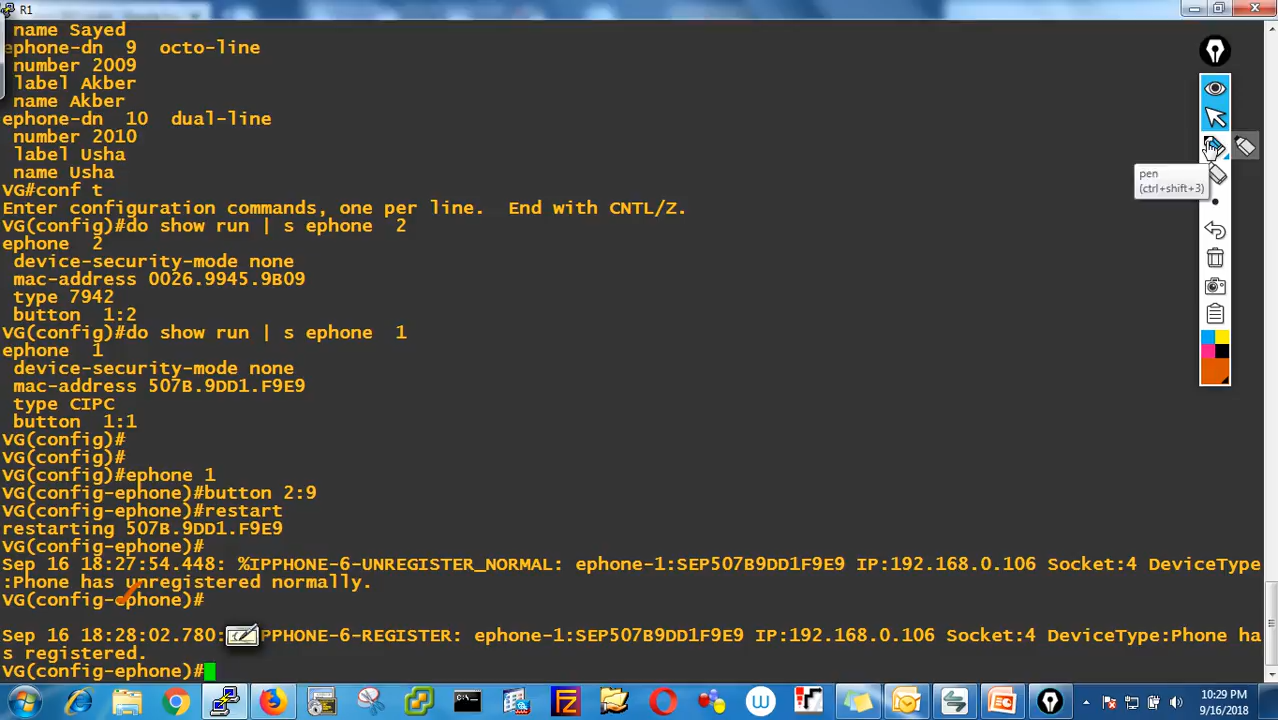 R1
name Sayed
ephone-dn  9  octo-line
number 2009
label Akber
name Akber
ephone-dn  10  dual-line
number 2010
label Usha
name Usha
VG#conf t
Enter configuration commands, one per line.  End with CNTL/Z.
VG(config)#do show run | s ephone  2
ephone  2
device-security-mode none
mac-address 0026.9945.9B09
type 7942
button  1:2
VG(config)#do show run | s ephone  1
ephone  1
device-security-mode none
mac-address 507B.9DD1.F9E9
type CIPC
button  1:1
VG(config)#
VG(config)#
VG(config)#ephone 1
VG(config-ephone)#button 2:9
VG(config-ephone)#restart
restarting 507B.9DD1.F9E9
VG(config-ephone)#
Sep 16 18:27:54.448: %IPPHONE-6-UNREGISTER_NORMAL: ephone-1:SEP507B9DD1F9E9 IP:192.168.0.106 Socket:4 DeviceType
:Phone has unregistered normally.
VG(config-ephone)#
Sep 16 18:28:02.780: PPHONE-6-REGISTER: ephone-1:SEP507B9DD1F9E9 IP:192.168.0.106 Socket:4 DeviceType:Phone ha
s registered.
VG(config-ephone)#
pen
(ctrl+shift+3)
10:29 PM
9/16/2018